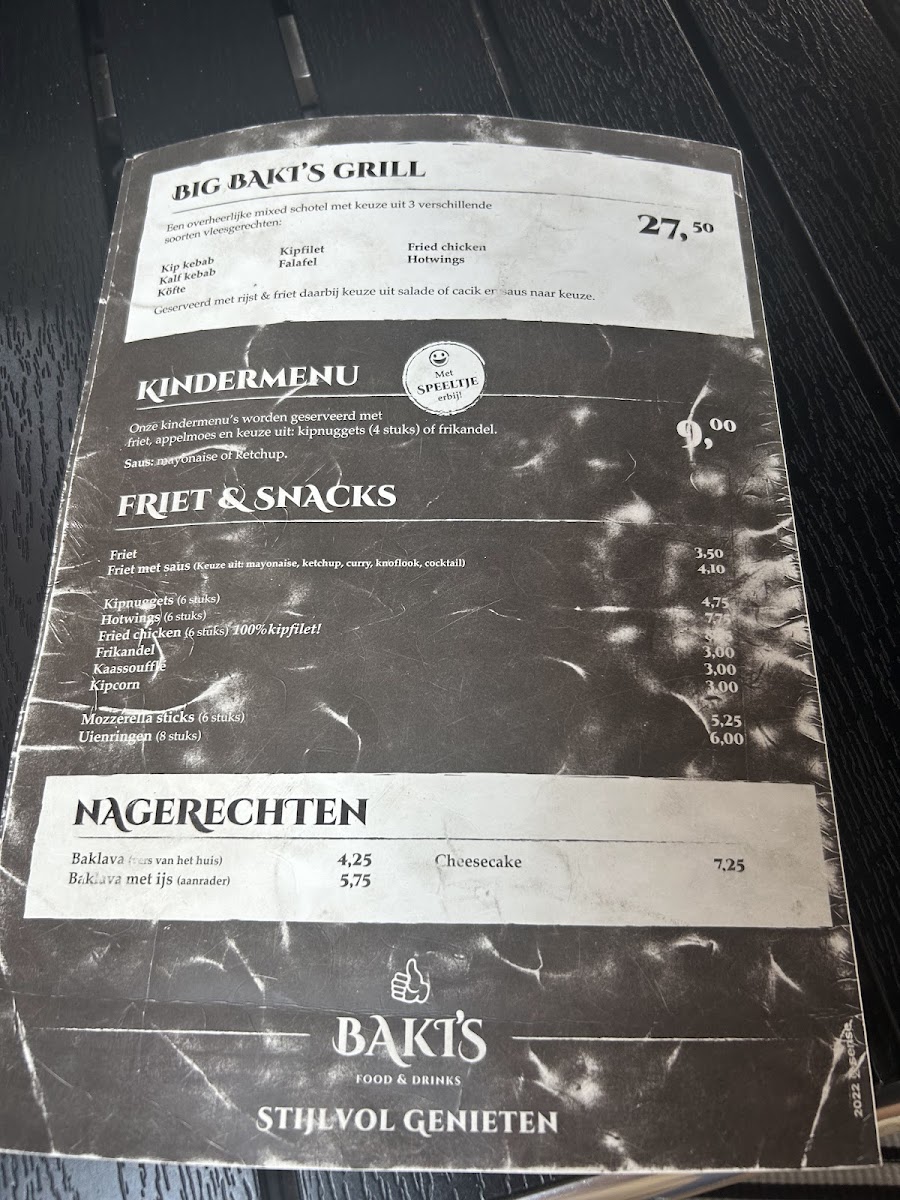 BIG BAKI'S GRILL
Een overheerlijke mixed schotel met keuze uit 3 verschillende
soorten vleesgerechten:
27,50
Kip kebab Kipfilet Fried chicken
Kalf kebab Falafel Hotwings
Köfte
Geserveerd met rijst & friet daarbij keuze uit salade of cacik en saus naar keuze.
KINDERMENU
Met
SPEELTJE
erbij!
Onze kindermenu's worden geserveerd met
friet, appelmoes en keuze uit: kipnuggets (4 stuks) of frikandel.
9,00
Saus: mayonaise of Ketchup.
FRIET & SNACKS
Friet 3,50
Friet met saus (Keuze uit: mayonaise, ketchup, curry, knoflook, cocktail) 4,10
Kipnuggets (6 stuks) 4,75
Hotwings (6 stuks)
Fried chicken (6 stuks) 100%kipfilet!
Frikandel 3,00
Kaassoufflé 3,00
Kipcorn 3,00
Mozzerella sticks (6 stuks) 5,25
Uienringen (8 stuks) 6,00
NAGERECHTEN
Baklava (vers van het huis) 4,25 Cheesecake 7,25
Baklava met ijs (aanrader) 5,75
BAKI'S
FOOD & DRINKS
STIJLVOL GENIETEN
2022